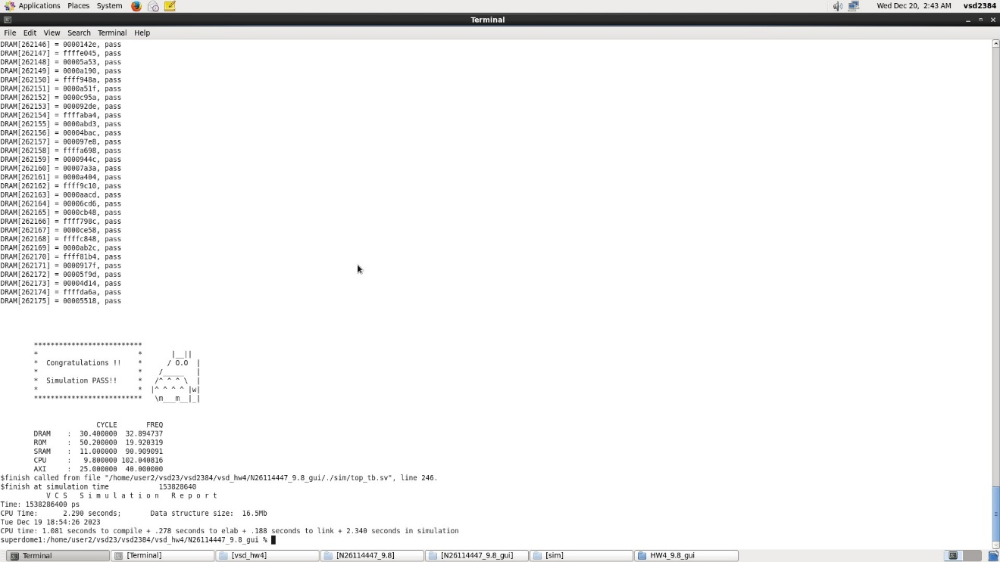 Applications Places System Wed Dec 20, 2:43 AM vsd2384
Terminal
File Edit View Search Terminal Help
DRAM[262146] = 0000142e, pass
DRAM[262147] = ffffe045, pass
DRAM[262148] = 00005a53, pass
DRAM[262149] = 0000a190, pass
DRAM[262150] = ffff948a, pass
DRAM[262151] = 0000a51f, pass
DRAM[262152] = 0000c95a, pass
DRAM[262153] = 000092de, pass
DRAM[262154] = ffffaba4, pass
DRAM[262155] = 0000abd3, pass
DRAM[262156] = 00004bac, pass
DRAM[262157] = 000097e8, pass
DRAM[262158] = ffffa698, pass
DRAM[262159] = 0000944c, pass
DRAM[262160] = 00007a3a, pass
DRAM[262161] = 0000a404, pass
DRAM[262162] = ffff9c10, pass
DRAM[262163] = 0000aacd, pass
DRAM[262164] = 00006cd6, pass
DRAM[262165] = 0000cb48, pass
DRAM[262166] = ffff798c, pass
DRAM[262167] = 0000ce58, pass
DRAM[262168] = ffffc848, pass
DRAM[262169] = 0000ab2c, pass
DRAM[262170] = ffff81b4, pass
DRAM[262171] = 0000917f, pass
DRAM[262172] = 00005f9d, pass
DRAM[262173] = 00004d14, pass
DRAM[262174] = ffffda6a, pass
DRAM[262175] = 00005518, pass
**************************
*                        *       |__||
*  Congratulations !!    *      / O.O  |
*                        *    /_____   |
*  Simulation PASS!!     *   /^ ^ ^ \  |
*                        *  |^ ^ ^ ^ |w|
**************************   \m___m__|_|
CYCLE FREQ
DRAM : 30.400000 32.894737
ROM : 50.200000 19.920319
SRAM : 11.000000 90.909091
CPU : 9.800000 102.040816
AXI : 25.000000 40.000000
$finish called from file "/home/user2/vsd23/vsd2384/vsd_hw4/N26114447_9.8_gui/./sim/top_tb.sv", line 246.
$finish at simulation time 153828640
V C S   S i m u l a t i o n   R e p o r t
Time: 1538286400 ps
CPU Time: 2.290 seconds; Data structure size: 16.5Mb
Tue Dec 19 18:54:26 2023
CPU time: 1.081 seconds to compile + .278 seconds to elab + .188 seconds to link + 2.340 seconds in simulation
superdome1:/home/user2/vsd23/vsd2384/vsd_hw4/N26114447_9.8_gui %
Terminal [Terminal] [vsd_hw4] [N26114447_9.8] [N26114447_9.8_gui] [sim] HW4_9.8_gui